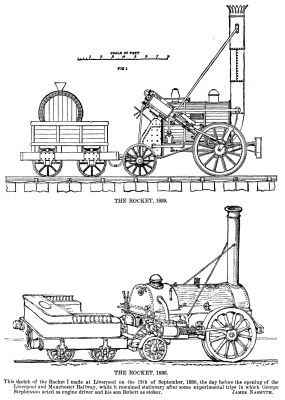 SCALE OF FEET
FIG 1
THE ROCKET, 1829.
THE ROCKET, 1830.
This sketch of the Rocket I made at Liverpool on the 12th of September, 1830, the day before the opening of the
Liverpool and Manchester Railway, while it remained stationary after some experimental trips in which George
Stephenson acted as engine driver and his son Robert as stoker.
JAMES NASMYTH.